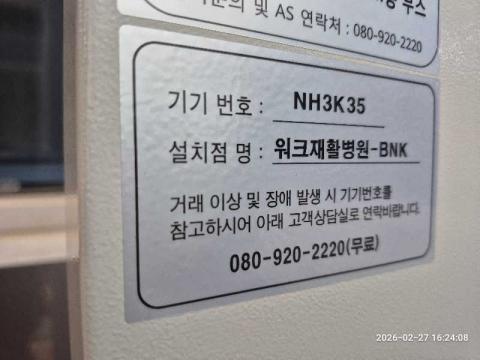 문의 및 AS 연락처 : 080-920-2220
기기 번호 : NH3K35
설치점 명 : 워크재활병원-BNK
거래 이상 및 장애 발생 시 기기번호를
참고하시어 아래 고객상담실로 연락바랍니다.
080-920-2220(무료)
2026-02-27 16:24:08